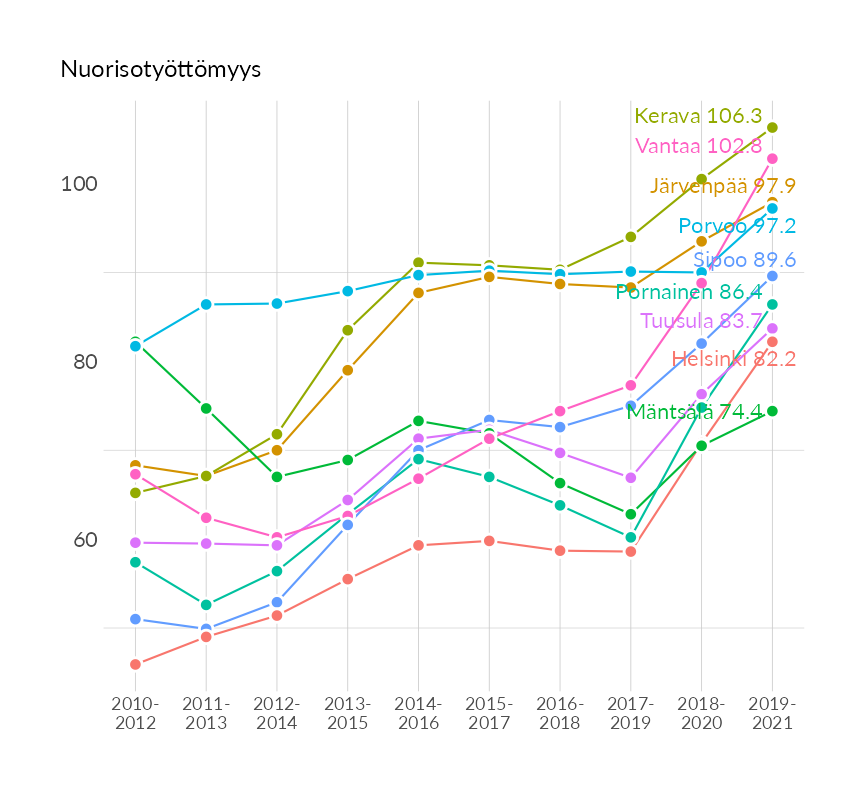 Nuorisotyöttömyys
Kerava 106.3
Vantaa 102.8
100
Järvenpää 97.9
Porvoo 97.2
Sipoo 89.6
Pornainen 86.4
Tuusula 83.7
80
Helsinki 82.2
Mäntsälä 74.4
60
2010-
2012
2011-
2013
2012-
2014
2013-
2015
2014-
2016
2015-
2017
2016-
2018
2017-
2019
2018-
2020
2019-
2021